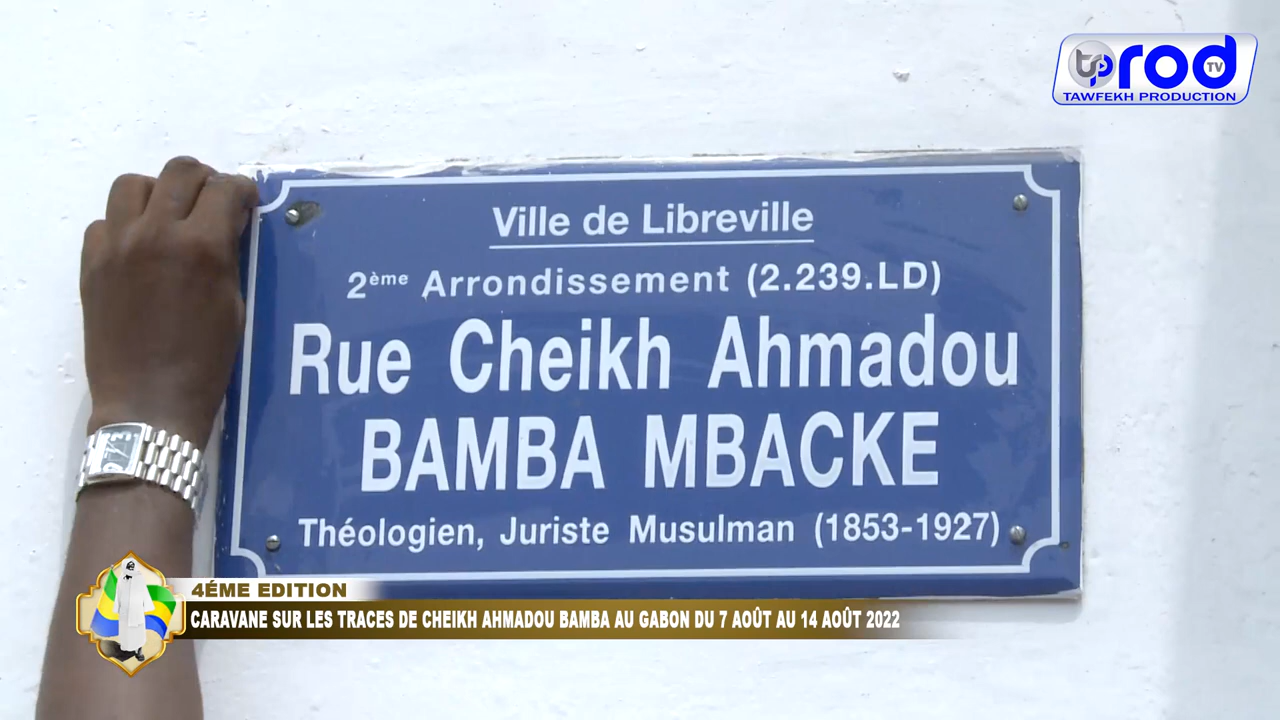 tp rod TV
TAWFEKH PRODUCTION
Ville de Libreville
2ème Arrondissement (2.239.LD)
Rue Cheikh Ahmadou
BAMBA MBACKE
Théologien, Juriste Musulman (1853-1927)
4ÉME EDITION
CARAVANE SUR LES TRACES DE CHEIKH AHMADOU BAMBA AU GABON DU 7 AOÛT AU 14 AOÛT 2022